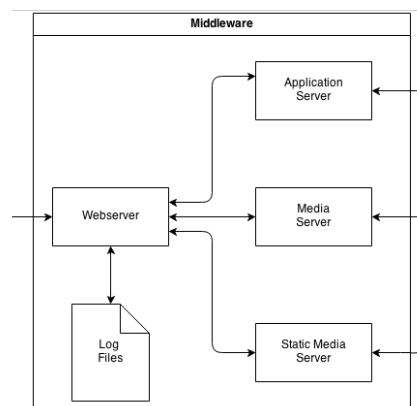 Middleware
Application
Server
Webserver
Media
Server
Log
Files
Static Media
Server